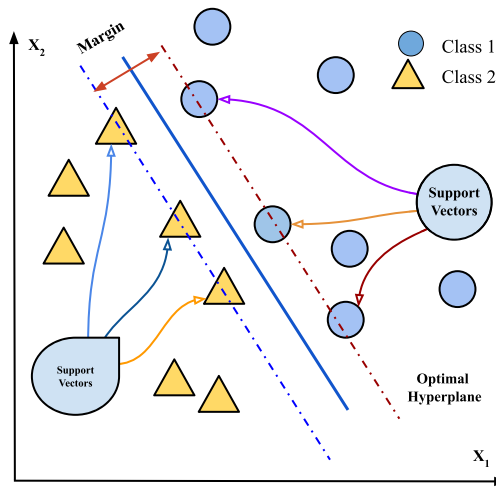 X2
Margin
Class 1
Class 2
Support
Vectors
Support
Vectors
Optimal
Hyperplane
X1